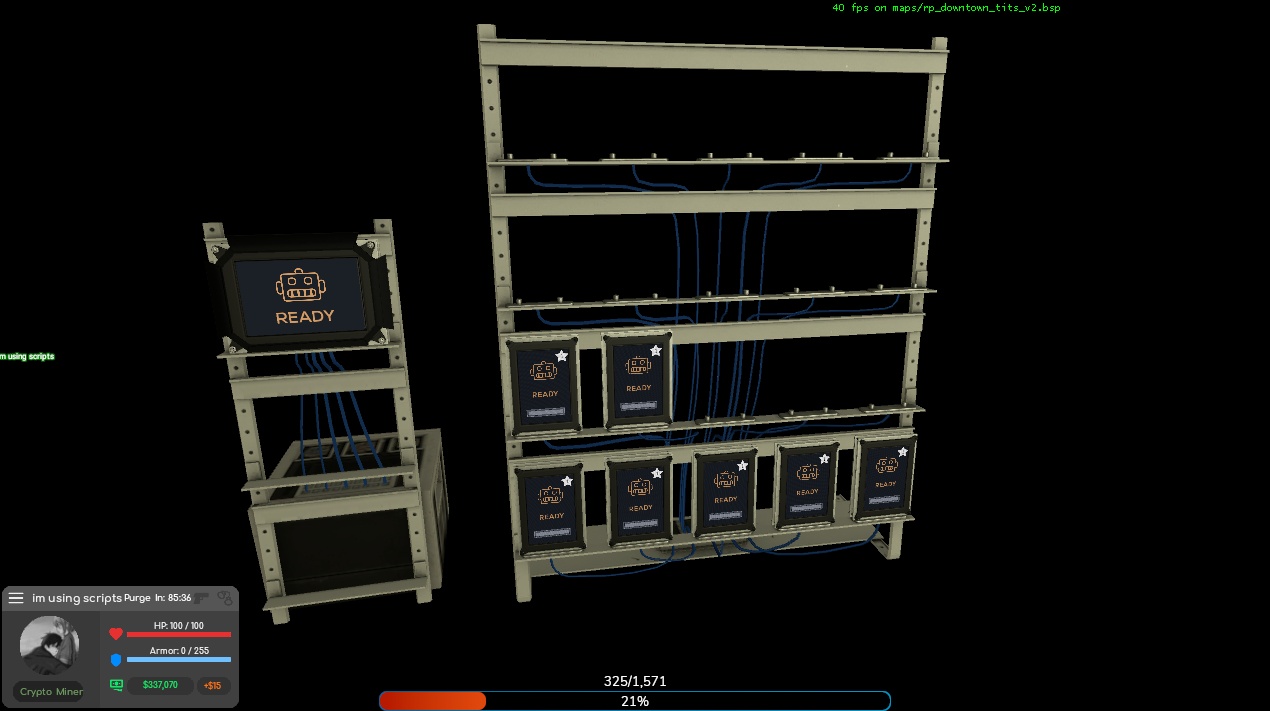 40 fps on maps/rp_downtown_tits_v2.bsp
READY
m using scripts
READY
READY
READY
READY
READY
READY
READY
im using scripts
Purge In: 85:36
HP: 100 / 100
Armor: 0 / 255
$337,070
+$15
Crypto Miner
325/1,571
21%